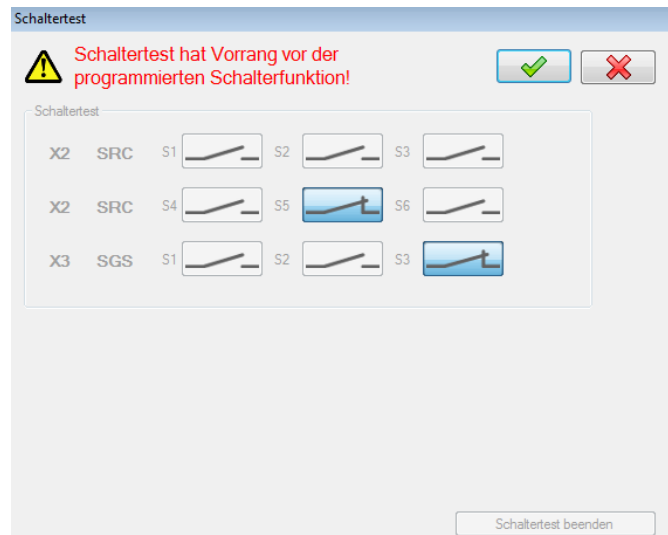 Schaltertest
Schaltertest hat Vorrang vor der
programmierten Schalterfunktion!
Schaltertest
X2 SRC S1 S2 S3
X2 SRC S4 S5 S6
X3 SGS S1 S2 S3
Schaltertest beenden